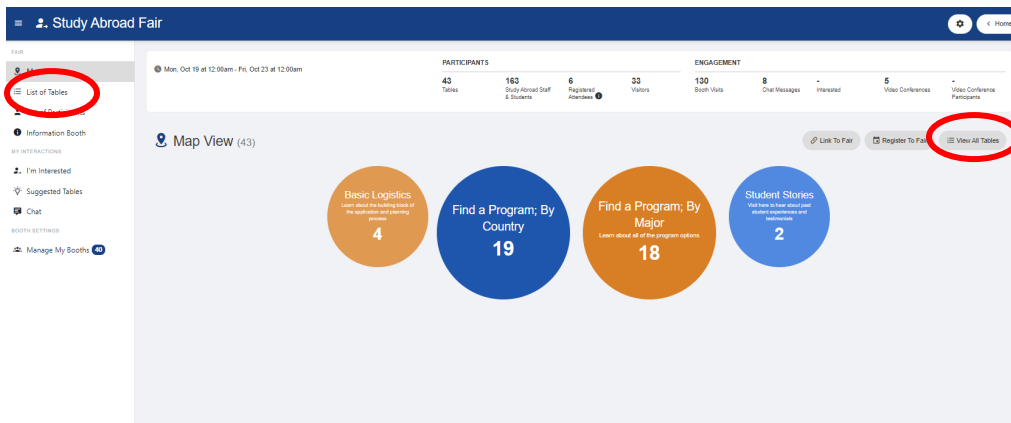 Study Abroad Fair
Home
FAIR
List of Tables
Information Booth
MY INTERACTIONS
I'm Interested
Suggested Tables
Chat
BOOTH SETTINGS
Manage My Booths 40
Mon, Oct 19 at 12:00am - Fri, Oct 23 at 12:00am
PARTICIPANTS
43
Tables
163
Study Abroad Staff
& Students
6
Registered
Attendees
33
Visitors
ENGAGEMENT
130
Booth Visits
8
Chat Messages
-
Interested
5
Video Conferences
-
Video Conference
Participants
Map View (43)
Link To Fair
Register To Fair
View All Tables
Basic Logistics
Learn about the building block of
the application and planning
process
4
Find a Program; By
Country
19
Find a Program; By
Major
Learn about all of the program options
18
Student Stories
Visit here to hear about past
student experiences and
testimonials
2